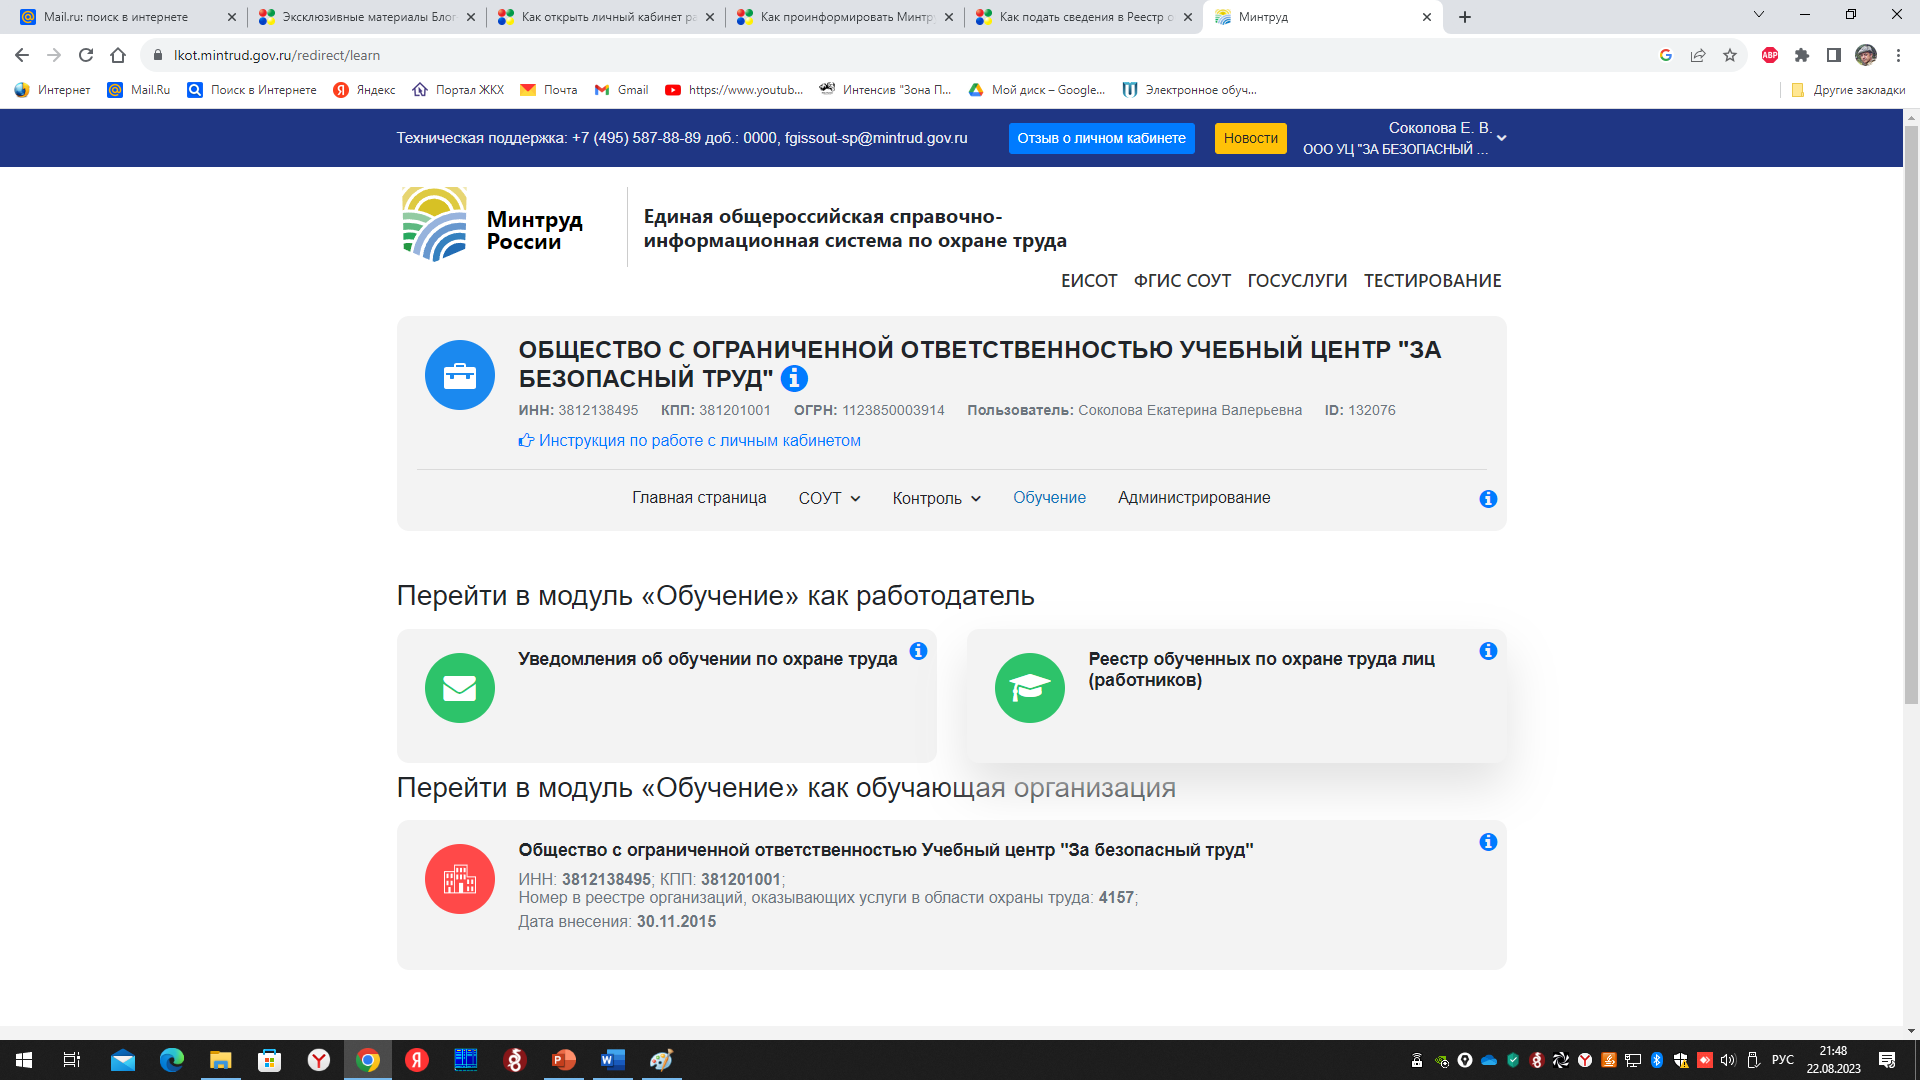 Mail.ru: поиск в интернете
Эксклюзивные материалы Блог
Как открыть личный кабинет ра
Как проинформировать Минтру
Как подать сведения в Реестр о
Минтруд
lkot.mintrud.gov.ru/redirect/learn
ABP
Интернет
Mail.Ru
Поиск в Интернете
Яндекс
Портал ЖКХ
Почта
Gmail
https://www.youtub...
Интенсив "Зона П...
Мой диск – Google...
Электронное обуч...
Другие закладки
Техническая поддержка: +7 (495) 587-88-89 доб.: 0000, fgissout-sp@mintrud.gov.ru
Отзыв о личном кабинете
Новости
Соколова Е. В.
ООО УЦ "ЗА БЕЗОПАСНЫЙ ...
Минтруд
России
Единая общероссийская справочно-
информационная система по охране труда
ЕИСОТ ФГИС СОУТ ГОСУСЛУГИ ТЕСТИРОВАНИЕ
ОБЩЕСТВО С ОГРАНИЧЕННОЙ ОТВЕТСТВЕННОСТЬЮ УЧЕБНЫЙ ЦЕНТР "ЗА
БЕЗОПАСНЫЙ ТРУД"
ИНН: 3812138495 КПП: 381201001 ОГРН: 1123850003914 Пользователь: Соколова Екатерина Валерьевна ID: 132076
Инструкция по работе с личным кабинетом
Главная страница СОУТ Контроль Обучение Администрирование
Перейти в модуль «Обучение» как работодатель
Уведомления об обучении по охране труда
Реестр обученных по охране труда лиц
(работников)
Перейти в модуль «Обучение» как обучающая организация
Общество с ограниченной ответственностью Учебный центр "За безопасный труд"
ИНН: 3812138495; КПП: 381201001;
Номер в реестре организаций, оказывающих услуги в области охраны труда: 4157;
Дата внесения: 30.11.2015
РУС
21:48
22.08.2023